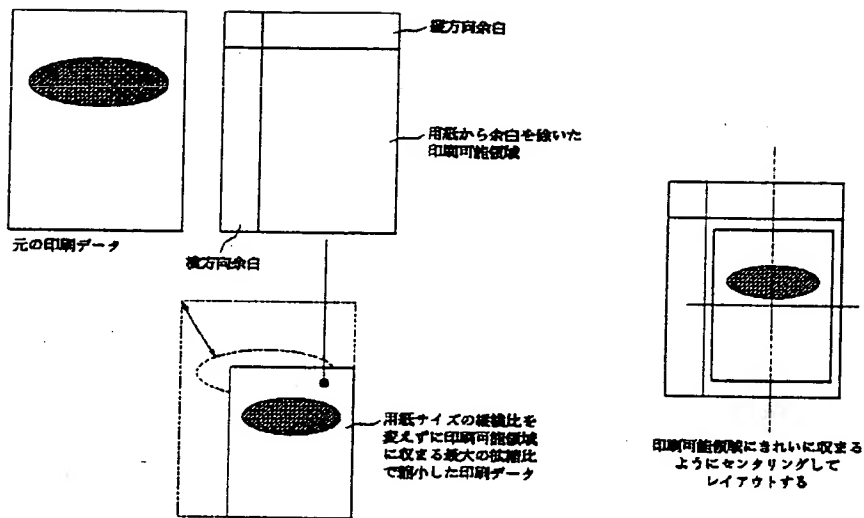 縦方向余白
用紙から余白を除いた
印刷可能領域
元の印刷データ
横方向余白
用紙サイズの縦横比を
変えずに印刷可能領域
に収まる最大の拡縮比
で縮小した印刷データ
印刷可能領域にきれいに収まる
ようにセンタリングして
レイアウトする